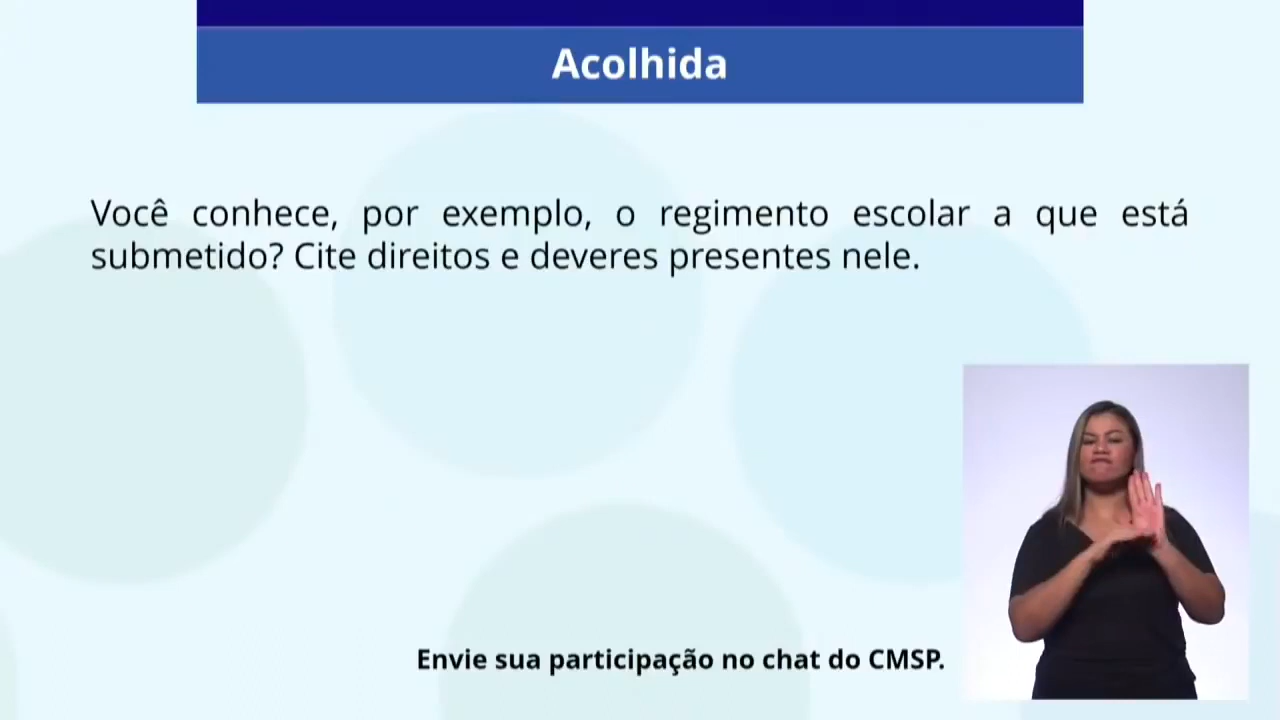 Acolhida
Você conhece, por exemplo, o regimento escolar a que está
submetido? Cite direitos e deveres presentes nele.
Envie sua participação no chat do CMSP.